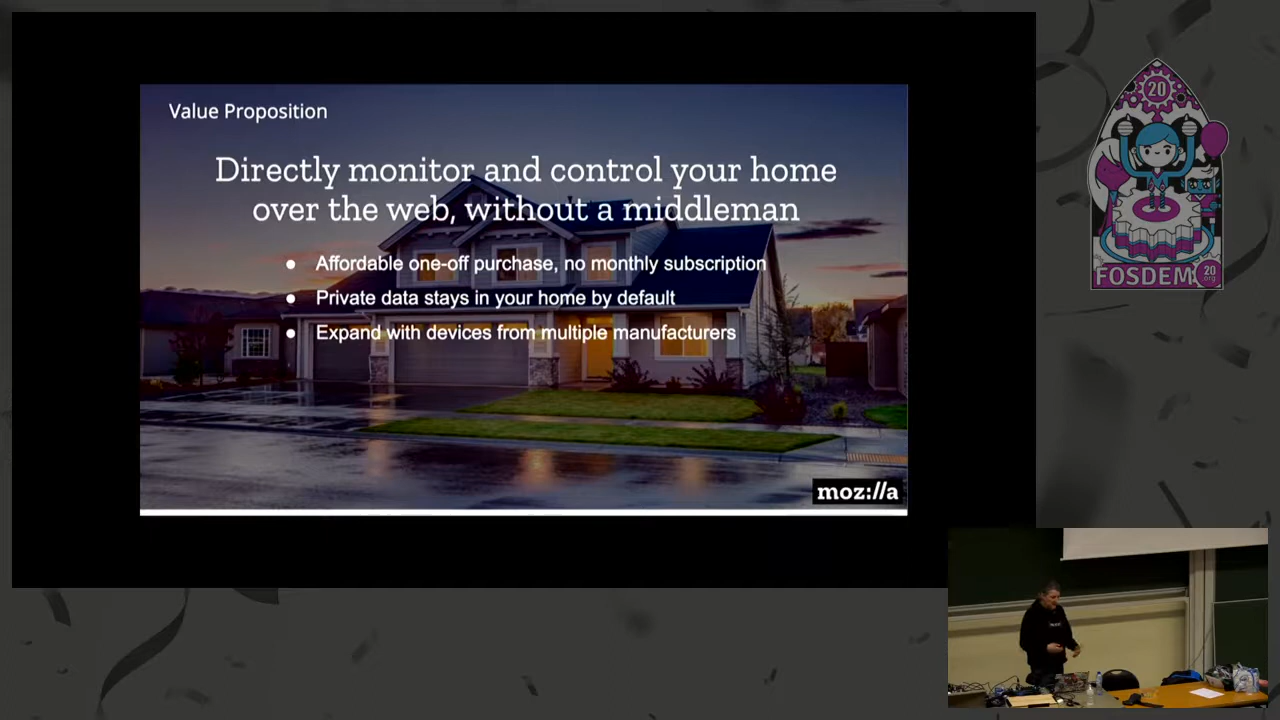 Value Proposition
Directly monitor and control your home
over the web, without a middleman
● Affordable one-off purchase, no monthly subscription
● Private data stays in your home by default
● Expand with devices from multiple manufacturers
moz://a
20
FOSDEM
20
.org